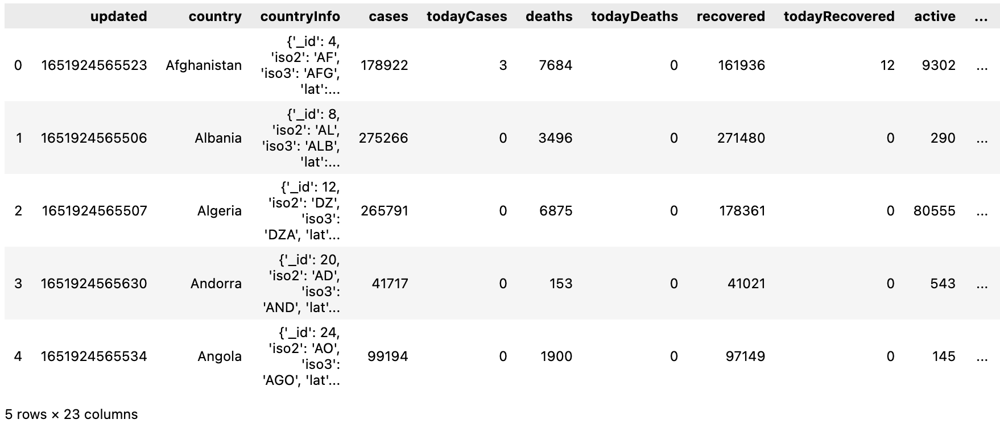 updated country countryInfo cases todayCases deaths todayDeaths recovered todayRecovered active ...
{'_id': 4,
'iso2': 'AF',
0 1651924565523 Afghanistan 178922 3 7684 0 161936 12 9302 ...
'iso3': 'AFG',
'lat':...
{'_id': 8,
'iso2': 'AL',
1 1651924565506 Albania 275266 0 3496 0 271480 0 290 ...
'iso3': 'ALB',
'lat':...
{'_id': 12,
'iso2': 'DZ',
2 1651924565507 Algeria 265791 0 6875 0 178361 0 80555 ...
'iso3':
'DZA', 'lat'...
{'_id': 20,
'iso2': 'AD',
3 1651924565630 Andorra 41717 0 153 0 41021 0 543 ...
'iso3':
'AND', 'lat'...
{'_id': 24,
'iso2': 'AO',
4 1651924565534 Angola 99194 0 1900 0 97149 0 145 ...
'iso3':
'AGO', 'lat'...
5 rows × 23 columns